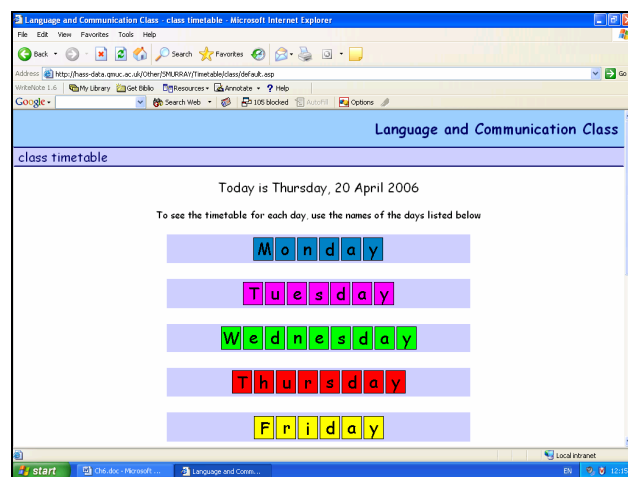 Language and Communication Class - class timetable - Microsoft Internet Explorer
File Edit View Favorites Tools Help
Back Search Favorites
Address http://hass-data.qmuc.ac.uk/Other/SMURRAY/Timetable/class/default.asp Go
WriteNote 1.6 My Library Get Biblio Resources Annotate ? Help
Google Search Web 105 blocked AutoFill Options
Language and Communication Class
class timetable
Today is Thursday, 20 April 2006
To see the timetable for each day, use the names of the days listed below
Monday
Tuesday
Wednesday
Thursday
Friday
Local intranet
start Ch6.doc - Microsoft ... Language and Comm... EN 12:15